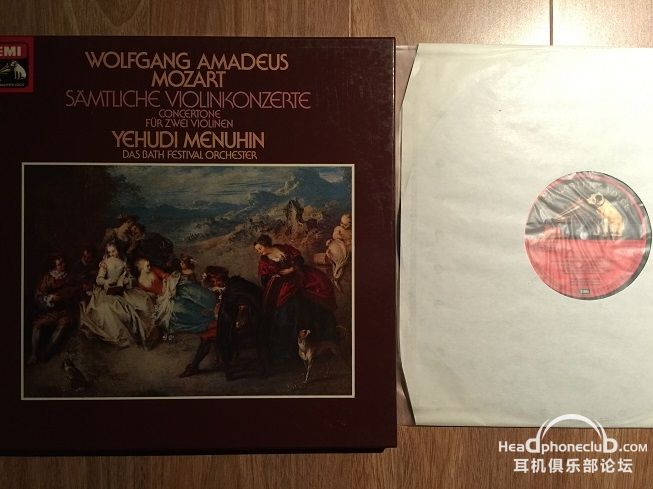 EMI
WOLFGANG AMADEUS
MOZART
SÄMTLICHE VIOLINKONZERTE
CONCERTONE
FÜR ZWEI VIOLINEN
YEHUDI MENUHIN
DAS BATH FESTIVAL ORCHESTER
EMI
Headphoneclub.com
耳机俱乐部论坛